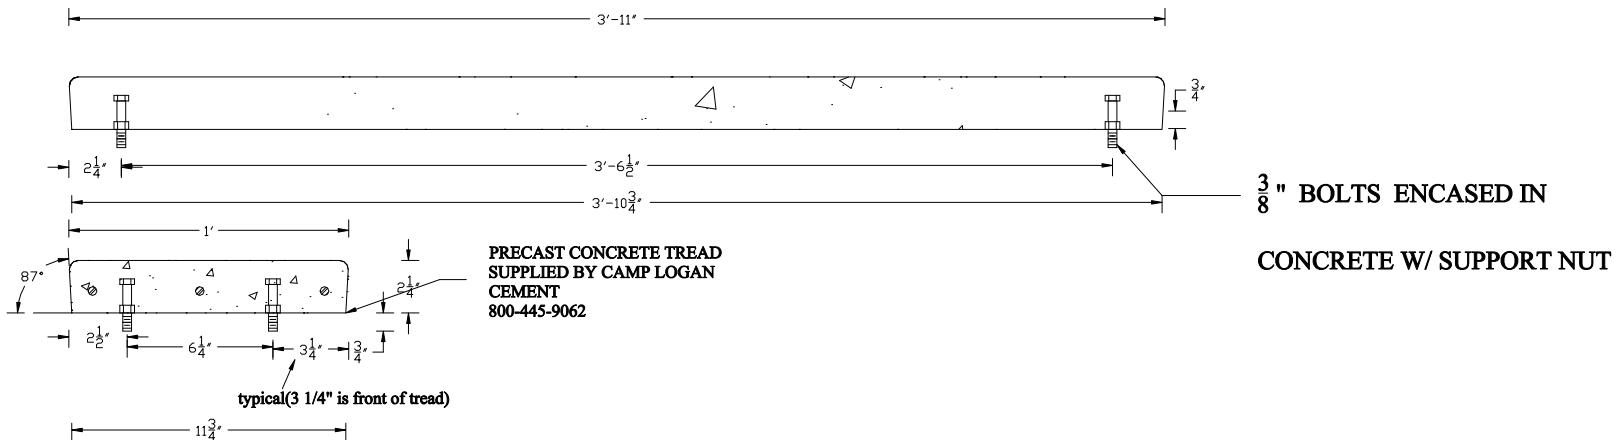 3'-11"
3/4"
2 1/4"
3'-6 1/2"
3'-10 3/4"
3/8" BOLTS ENCASED IN
CONCRETE W/ SUPPORT NUT
1'
87°
PRECAST CONCRETE TREAD
SUPPLIED BY CAMP LOGAN
CEMENT
800-445-9062
2 1/4"
2 1/2"
6 1/4"
3 1/4"
3/4"
typical(3 1/4" is front of tread)
11 3/4"